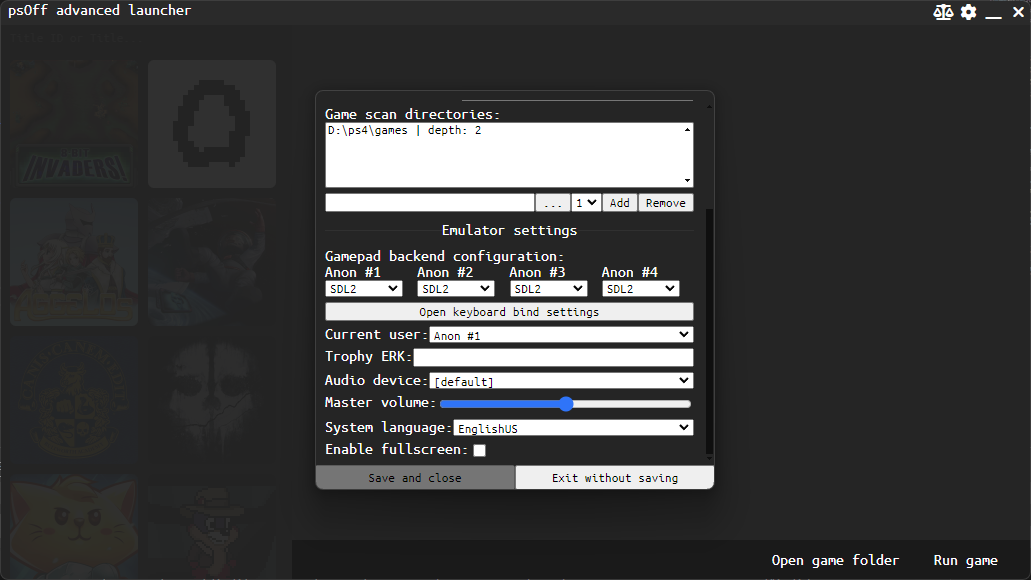 psOff advanced launcher
Game scan directories:
D:\ps4\games | depth: 2
... 1 Add Remove
Emulator settings
Gamepad backend configuration:
Anon #1 Anon #2 Anon #3 Anon #4
SDL2 SDL2 SDL2 SDL2
Open keyboard bind settings
Current user: Anon #1
Trophy ERK:
Audio device: [default]
Master volume:
System language: EnglishUS
Enable fullscreen:
Save and close Exit without saving
INVADERS!
Open game folder Run game